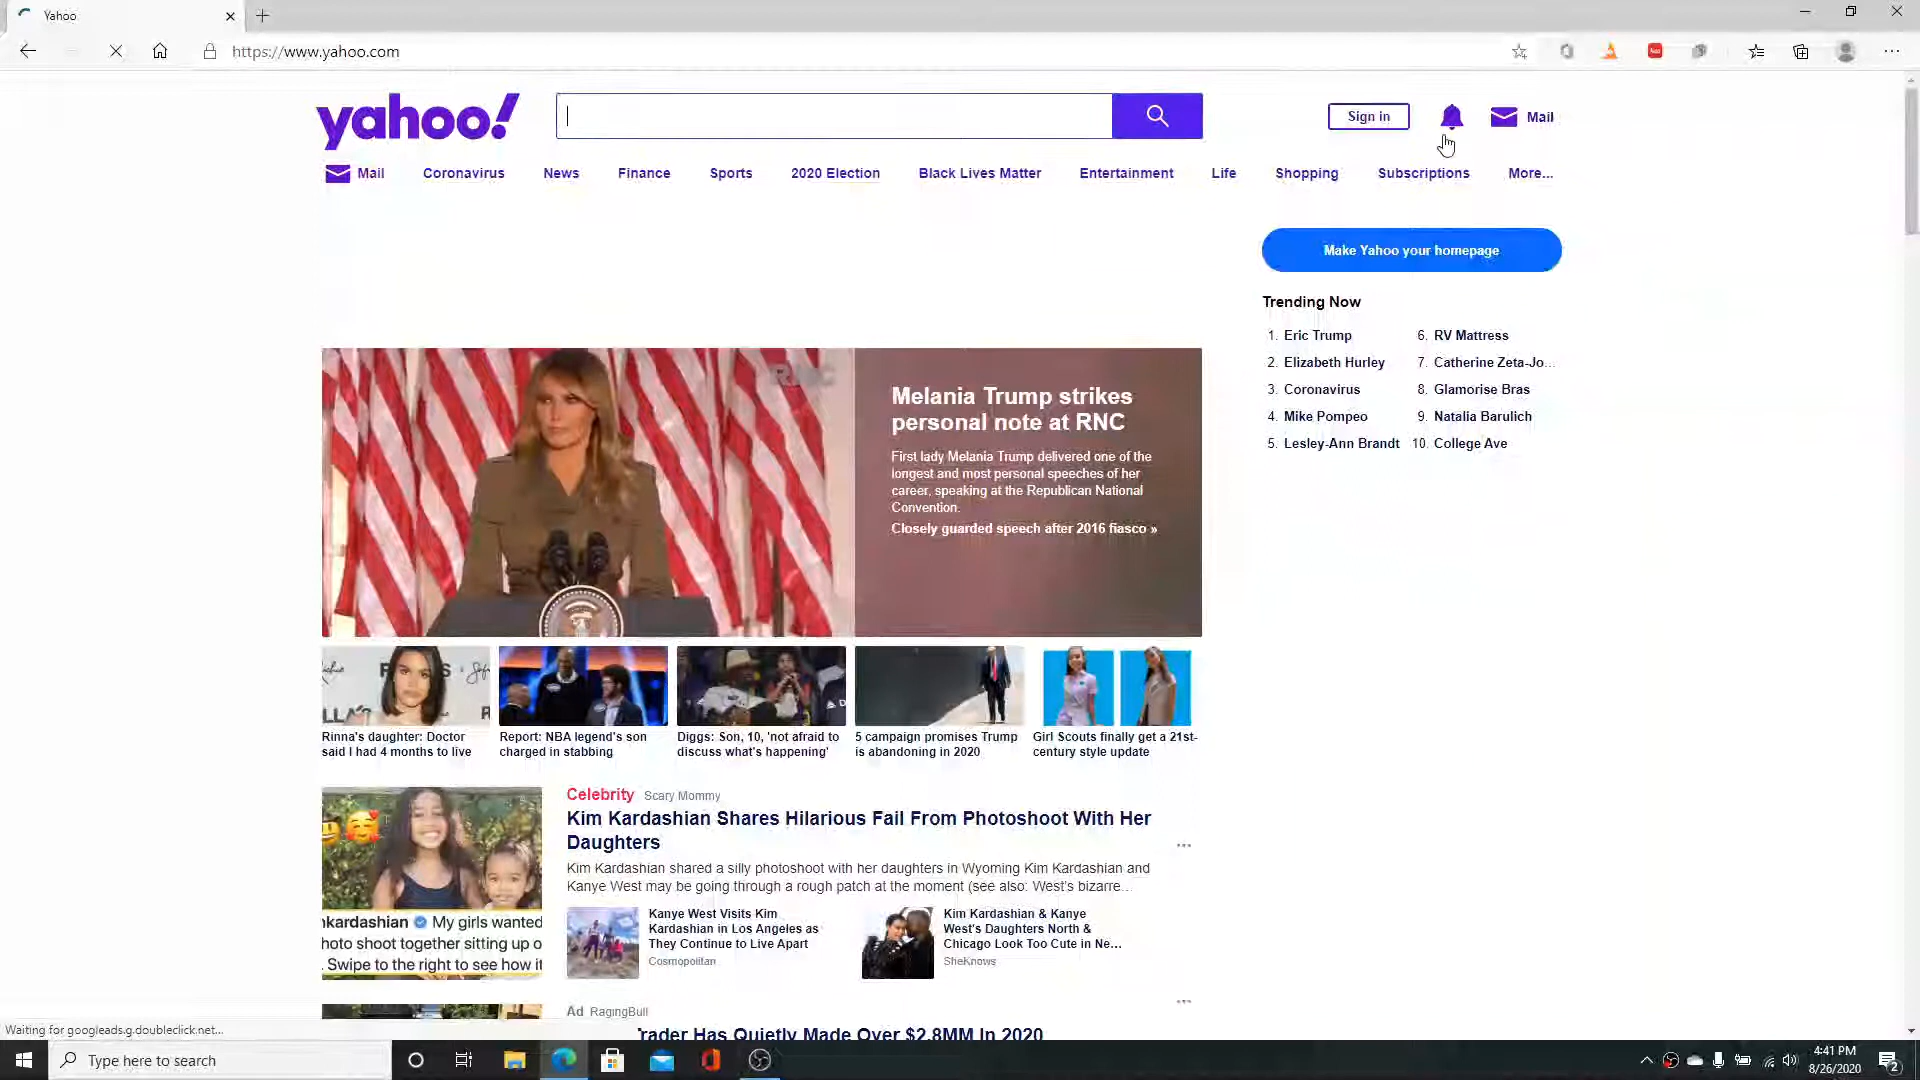 Yahoo
https://www.yahoo.com
yahoo!
Sign in
Mail
Mail
Coronavirus
News
Finance
Sports
2020 Election
Black Lives Matter
Entertainment
Life
Shopping
Subscriptions
More...
Make Yahoo your homepage
Trending Now
1. Eric Trump
2. Elizabeth Hurley
3. Coronavirus
4. Mike Pompeo
5. Lesley-Ann Brandt
6. RV Mattress
7. Catherine Zeta-Jo...
8. Glamorise Bras
9. Natalia Barulich
10. College Ave
RNC
Melania Trump strikes
personal note at RNC
First lady Melania Trump delivered one of the
longest and most personal speeches of her
career, speaking at the Republican National
Convention.
Closely guarded speech after 2016 fiasco »
Rinna's daughter: Doctor
said I had 4 months to live
Report: NBA legend's son
charged in stabbing
Diggs: Son, 10, 'not afraid to
discuss what's happening'
5 campaign promises Trump
is abandoning in 2020
Girl Scouts finally get a 21st-
century style update
nkardashian My girls wanted
hoto shoot together sitting up o
. Swipe to the right to see how it
Celebrity Scary Mommy
Kim Kardashian Shares Hilarious Fail From Photoshoot With Her
Daughters
Kim Kardashian shared a silly photoshoot with her daughters in Wyoming Kim Kardashian and
Kanye West may be going through a rough patch at the moment (see also: West's bizarre...
Kanye West Visits Kim
Kardashian in Los Angeles as
They Continue to Live Apart
Cosmopolitan
Kim Kardashian & Kanye
West's Daughters North &
Chicago Look Too Cute in Ne...
SheKnows
Ad RagingBull
Trader Has Quietly Made Over $2.8MM In 2020
Waiting for googleads.g.doubleclick.net...
Type here to search
4:41 PM
8/26/2020
2